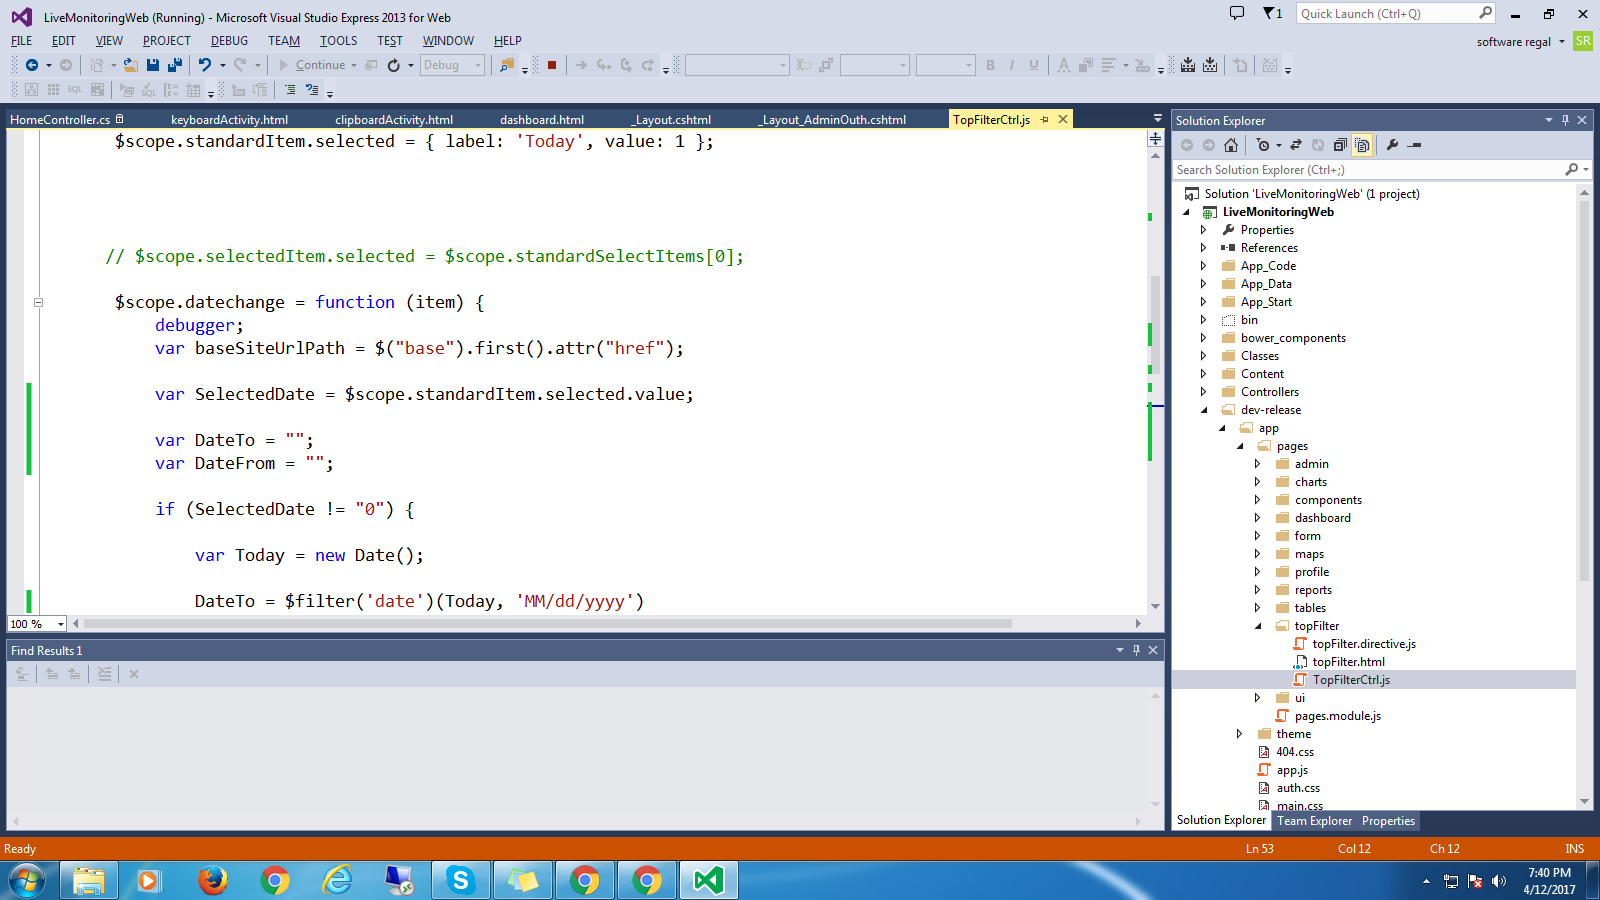 LiveMonitoringWeb (Running) - Microsoft Visual Studio Express 2013 for Web
1
Quick Launch (Ctrl+Q)
FILE EDIT VIEW PROJECT DEBUG TEAM TOOLS TEST WINDOW HELP
software regal SR
Continue Debug
B I U A
SQL SQL
HomeController.cs keyboardActivity.html clipboardActivity.html dashboard.html _Layout.cshtml _Layout_AdminOuth.cshtml TopFilterCtrl.js
$scope.standardItem.selected = { label: 'Today', value: 1 };
// $scope.selectedItem.selected = $scope.standardSelectItems[0];
$scope.datechange = function (item) {
debugger;
var baseSiteUrlPath = $("base").first().attr("href");
var SelectedDate = $scope.standardItem.selected.value;
var DateTo = "";
var DateFrom = "";
if (SelectedDate != "0") {
var Today = new Date();
DateTo = $filter('date')(Today, 'MM/dd/yyyy')
100 %
Find Results 1
Solution Explorer
Search Solution Explorer (Ctrl+;)
Solution 'LiveMonitoringWeb' (1 project)
LiveMonitoringWeb
Properties
References
App_Code
App_Data
App_Start
bin
bower_components
Classes
Content
Controllers
dev-release
app
pages
admin
charts
components
dashboard
form
maps
profile
reports
tables
topFilter
topFilter.directive.js
topFilter.html
TopFilterCtrl.js
ui
pages.module.js
theme
404.css
app.js
auth.css
main.css
Solution Explorer Team Explorer Properties
Ready Ln 53 Col 12 Ch 12 INS
7:40 PM
4/12/2017